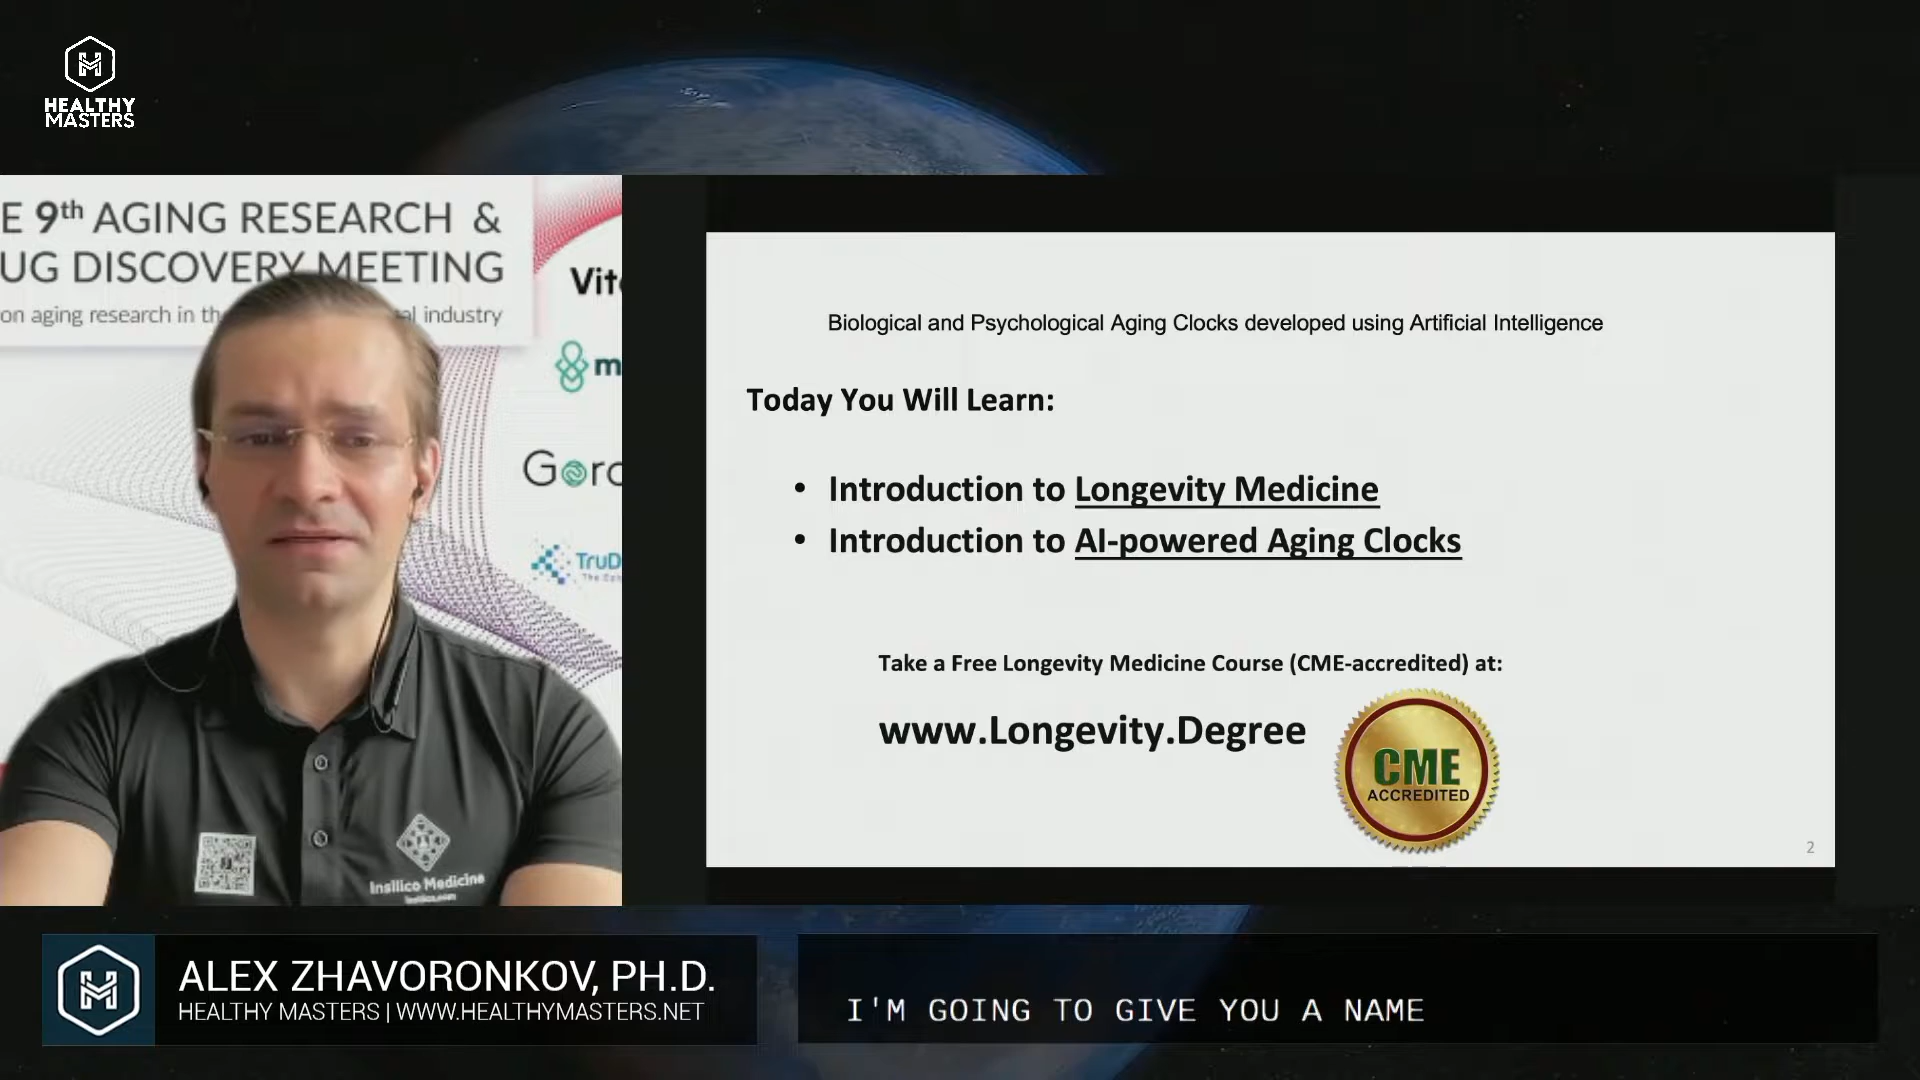 HEALTHY
MASTERS
E 9th AGING RESEARCH &
UG DISCOVERY MEETING
on aging research in th al industry
Vit
m
TruD
Insilico Medicine
insilico.com
Biological and Psychological Aging Clocks developed using Artificial Intelligence
Today You Will Learn:
• Introduction to Longevity Medicine
• Introduction to AI-powered Aging Clocks
Take a Free Longevity Medicine Course (CME-accredited) at:
www.Longevity.Degree
CME
ACCREDITED
2
ALEX ZHAVORONKOV, PH.D.
HEALTHY MASTERS | WWW.HEALTHYMASTERS.NET
I'M GOING TO GIVE YOU A NAME